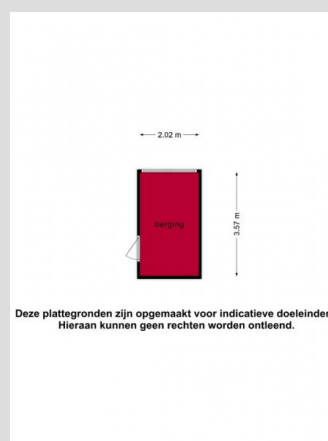 2.02 m
berging
3.57 m
Deze plattegronden zijn opgemaakt voor indicatieve doeleinden
Hieraan kunnen geen rechten worden ontleend.